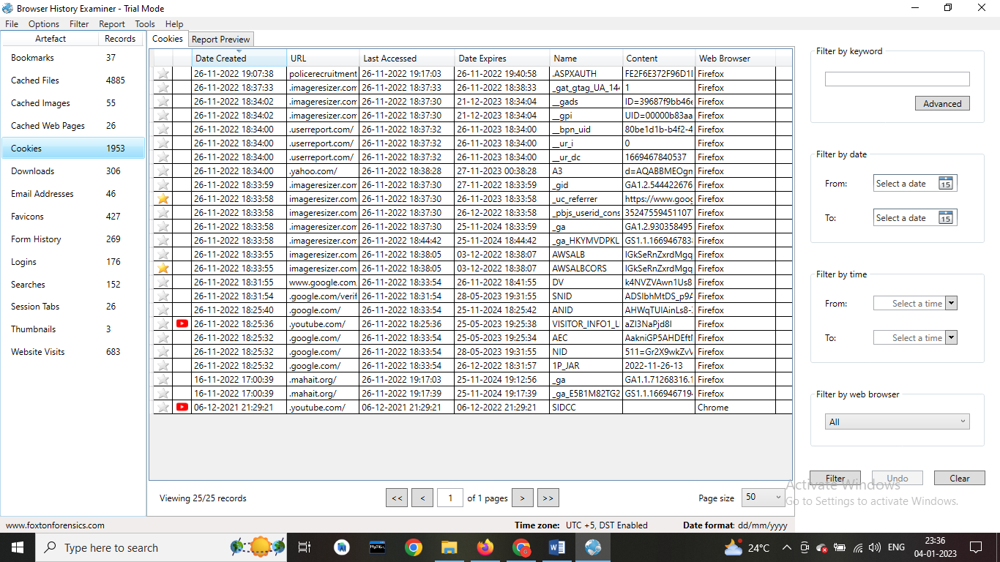 Browser History Examiner - Trial Mode
File Options Filter Report Tools Help
Artefact Records
Bookmarks 37
Cached Files 4885
Cached Images 55
Cached Web Pages 26
Cookies 1953
Downloads 306
Email Addresses 46
Favicons 427
Form History 269
Logins 176
Searches 152
Session Tabs 26
Thumbnails 3
Website Visits 683
Cookies Report Preview
Date Created URL Last Accessed Date Expires Name Content Web Browser
26-11-2022 19:07:38 policerecruitment 26-11-2022 19:17:03 26-11-2022 19:40:58 .ASPXAUTH FE2F6E372F96D1 Firefox
26-11-2022 18:37:33 .imageresizer.com 26-11-2022 18:37:33 26-11-2022 18:38:33 _gat_gtag_UA_14 1 Firefox
26-11-2022 18:34:02 .imageresizer.com 26-11-2022 18:37:30 21-12-2023 18:34:04 __gads ID=39687f9bb46 Firefox
26-11-2022 18:34:02 .imageresizer.com 26-11-2022 18:37:30 21-12-2023 18:34:04 __gpi UID=00000b83aa Firefox
26-11-2022 18:34:00 .userreport.com/ 26-11-2022 18:37:32 26-11-2023 18:34:00 __bpn_uid 80be1d1b-b4f2-4 Firefox
26-11-2022 18:34:00 .userreport.com/ 26-11-2022 18:37:32 26-11-2023 18:34:00 __ur_i 0 Firefox
26-11-2022 18:34:00 .userreport.com/ 26-11-2022 18:37:32 26-11-2023 18:34:00 __ur_dc 1669467840537 Firefox
26-11-2022 18:34:00 .yahoo.com/ 26-11-2022 18:38:28 27-11-2023 00:38:28 A3 d=AQABBMEOgn Firefox
26-11-2022 18:33:59 .imageresizer.com 26-11-2022 18:37:30 27-11-2022 18:33:59 _gid GA1.2.544422676 Firefox
26-11-2022 18:33:58 imageresizer.com 26-11-2022 18:37:30 26-11-2023 18:33:58 _uc_referrer https://www.goog Firefox
26-11-2022 18:33:58 imageresizer.com 26-11-2022 18:37:30 26-12-2022 18:33:58 _pbjs_userid_cons 35247559451107 Firefox
26-11-2022 18:33:58 .imageresizer.com 26-11-2022 18:37:30 25-11-2024 18:33:59 _ga GA1.2.930358495 Firefox
26-11-2022 18:33:58 .imageresizer.com 26-11-2022 18:44:42 25-11-2024 18:44:42 _ga_HKYMVDPKL GS1.1.166946783 Firefox
26-11-2022 18:33:55 imageresizer.com 26-11-2022 18:38:05 03-12-2022 18:38:07 AWSALB IGkSeRnZxrdMgq Firefox
26-11-2022 18:33:55 imageresizer.com 26-11-2022 18:38:05 03-12-2022 18:38:07 AWSALBCORS IGkSeRnZxrdMgq Firefox
26-11-2022 18:31:55 www.google.com 26-11-2022 18:33:54 26-11-2022 18:41:55 DV k4NVZVAwn1Us8 Firefox
26-11-2022 18:31:54 .google.com/verif 26-11-2022 18:31:54 28-05-2023 19:31:55 SNID ADSIbhMtDS_p9 Firefox
26-11-2022 18:25:40 .google.com/ 26-11-2022 18:33:54 25-11-2024 18:25:42 ANID AHWqTUIAinLs8- Firefox
26-11-2022 18:25:36 .youtube.com/ 26-11-2022 18:25:36 25-05-2023 19:25:38 VISITOR_INFO1_L aZI3NaPjd8I Firefox
26-11-2022 18:25:32 .google.com/ 26-11-2022 18:33:54 25-05-2023 19:25:34 AEC AakniGP5AHDEft Firefox
26-11-2022 18:25:32 .google.com/ 26-11-2022 18:33:54 28-05-2023 19:31:55 NID 511=Gr2X9wkZv Firefox
26-11-2022 18:25:32 .google.com/ 26-11-2022 18:33:54 26-12-2022 18:31:57 1P_JAR 2022-11-26-13 Firefox
16-11-2022 17:00:39 .mahait.org/ 26-11-2022 19:17:03 25-11-2024 19:12:56 _ga GA1.1.71268316. Firefox
16-11-2022 17:00:39 .mahait.org/ 26-11-2022 19:17:39 25-11-2024 19:17:39 _ga_E5B1M82TG2 GS1.1.166946719 Firefox
06-12-2021 21:29:21 .youtube.com/ 06-12-2021 21:29:21 06-12-2022 21:29:21 SIDCC Chrome
Viewing 25/25 records << < 1 of 1 pages > >> Page size 50
Filter by keyword
Advanced
Filter by date
From: Select a date 15
To: Select a date 15
Filter by time
From: Select a time
To: Select a time
Filter by web browser
All
Filter Undo Clear
Activate Windows
Go to Settings to activate Windows.
www.foxtonforensics.com Time zone: UTC +5, DST Enabled Date format: dd/mm/yyyy
Type here to search
MySQL
24°C ENG 23:36
04-01-2023